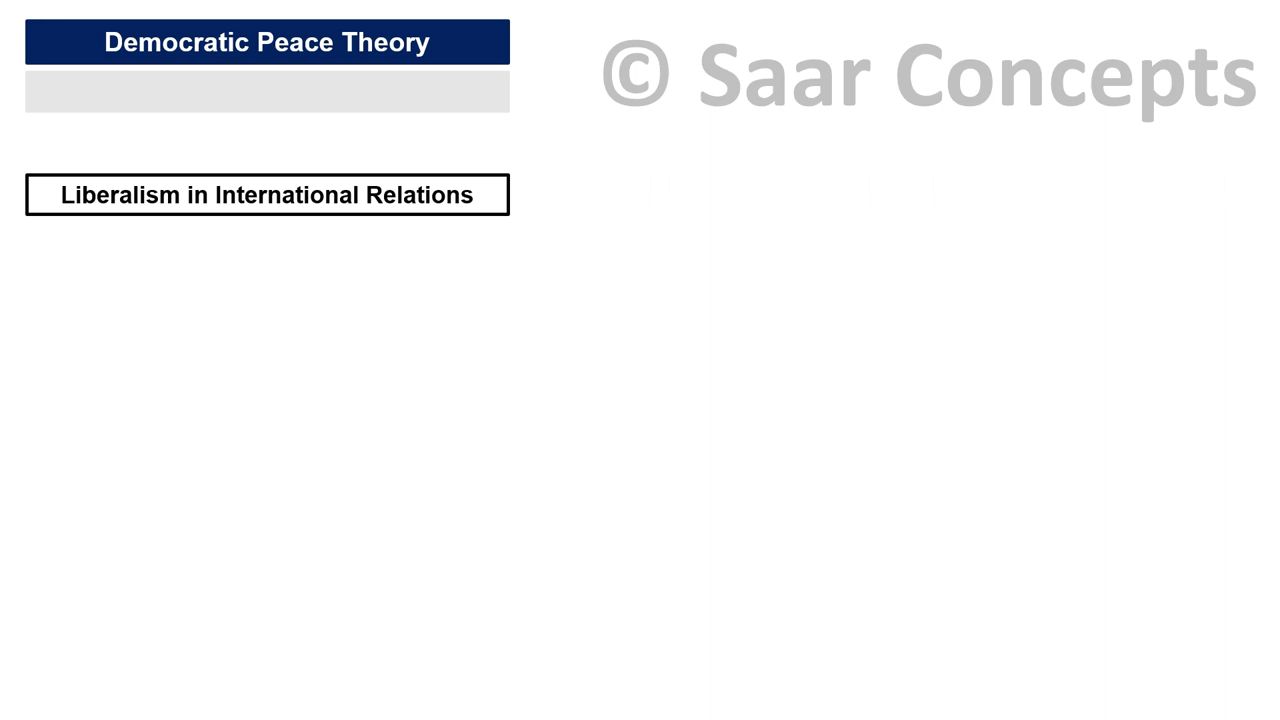 Democratic Peace Theory
© Saar Concepts
Liberalism in International Relations